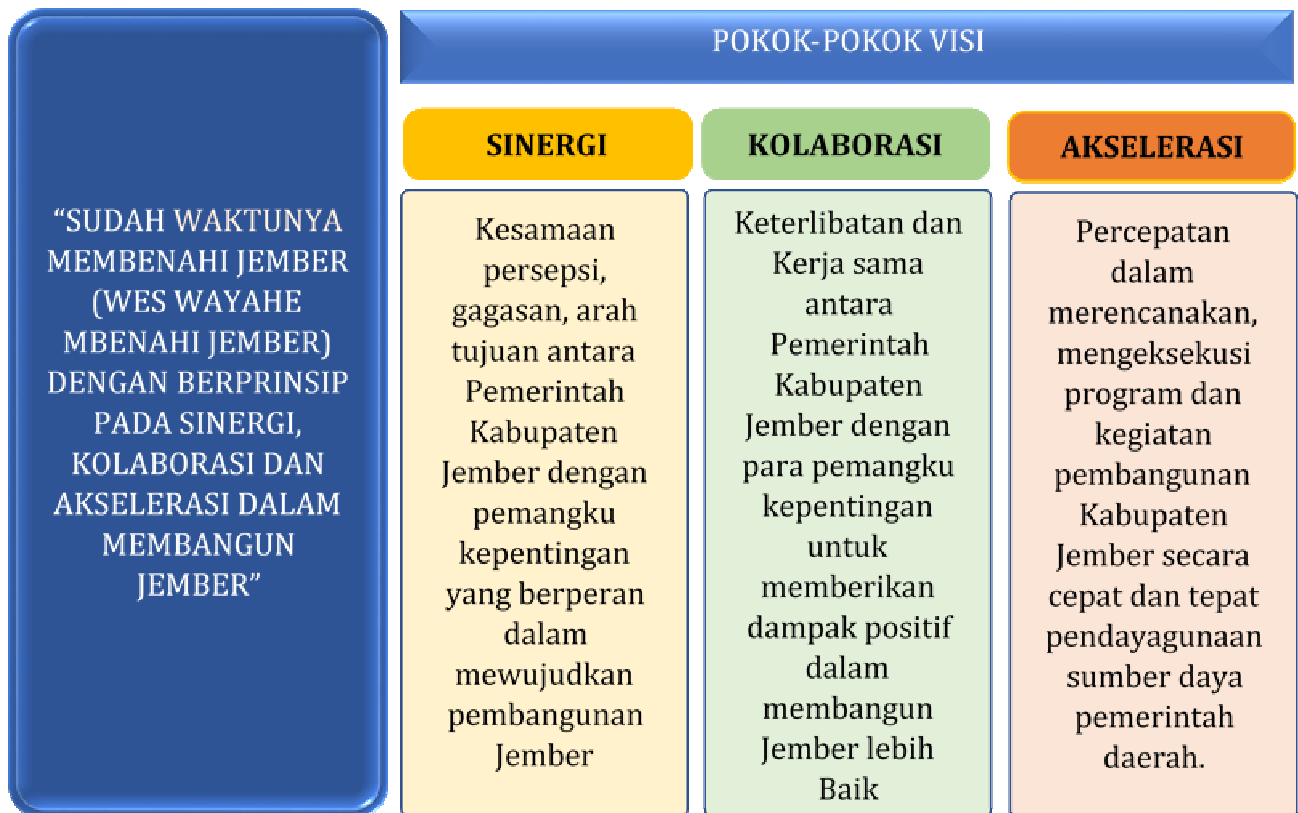 “SUDAH WAKTUNYA
MEMBENAHI JEMBER
(WES WAYAHE
MBENAHI JEMBER)
DENGAN BERPRINSIP
PADA SINERGI,
KOLABORASI DAN
AKSELERASI DALAM
MEMBANGUN
JEMBER”
POKOK-POKOK VISI
SINERGI
Kesamaan
persepsi,
gagasan, arah
tujuan antara
Pemerintah
Kabupaten
Jember dengan
pemangku
kepentingan
yang berperan
dalam
mewujudkan
pembangunan
Jember
KOLABORASI
Keterlibatan dan
Kerja sama
antara
Pemerintah
Kabupaten
Jember dengan
para pemangku
kepentingan
untuk
memberikan
dampak positif
dalam
membangun
Jember lebih
Baik
AKSELERASI
Percepatan
dalam
merencanakan,
mengeksekusi
program dan
kegiatan
pembangunan
Kabupaten
Jember secara
cepat dan tepat
pendayagunaan
sumber daya
pemerintah
daerah.